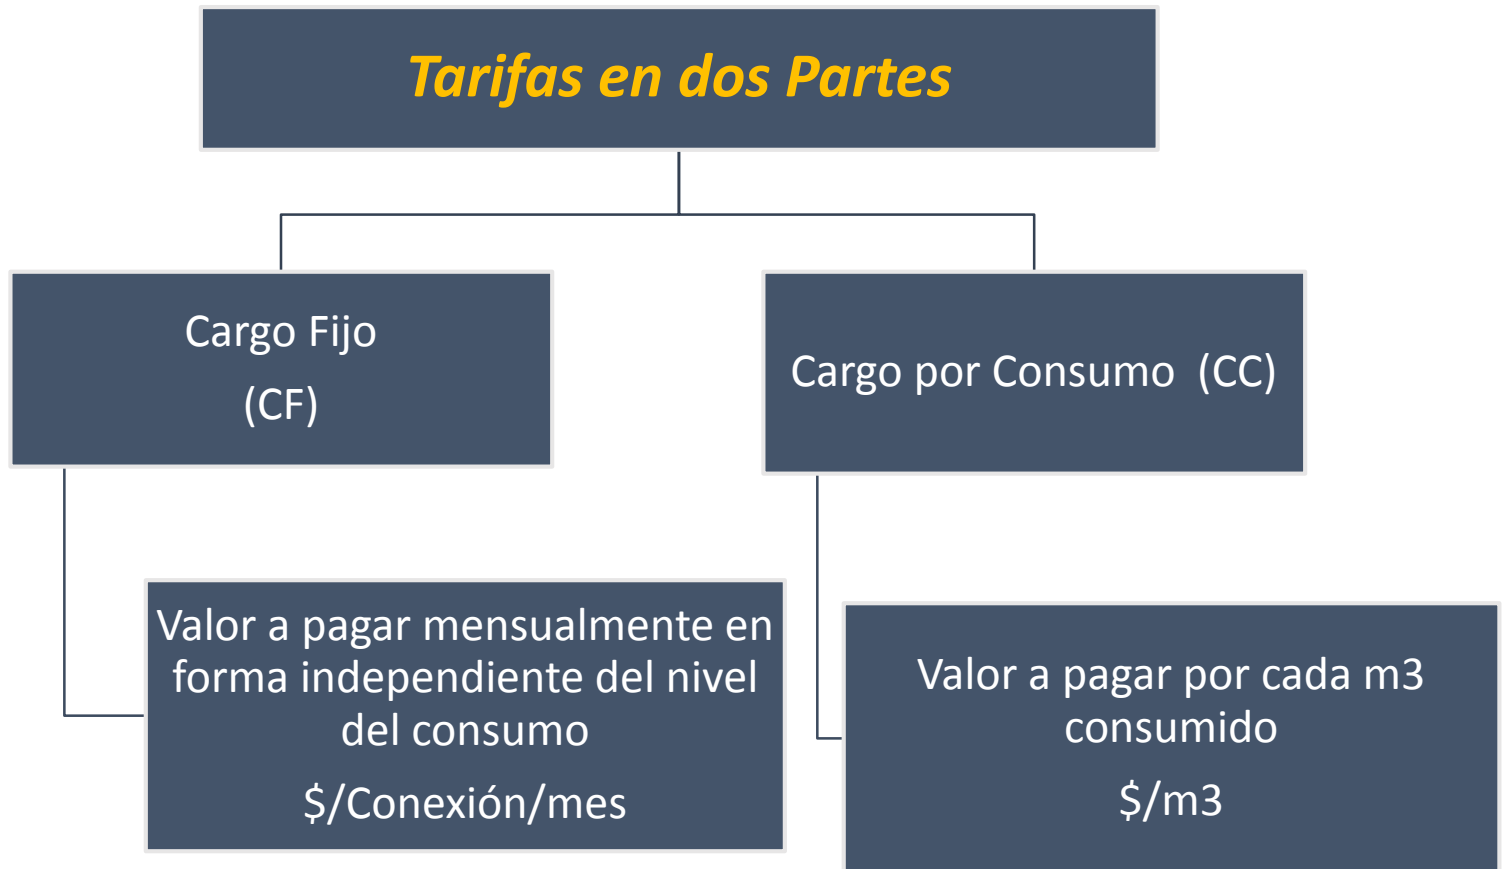 Tarifas en dos Partes
Cargo Fijo
(CF)
Cargo por Consumo  (CC)
Valor a pagar mensualmente en
forma independiente del nivel
del consumo
$/Conexión/mes
Valor a pagar por cada m3
consumido
$/m3